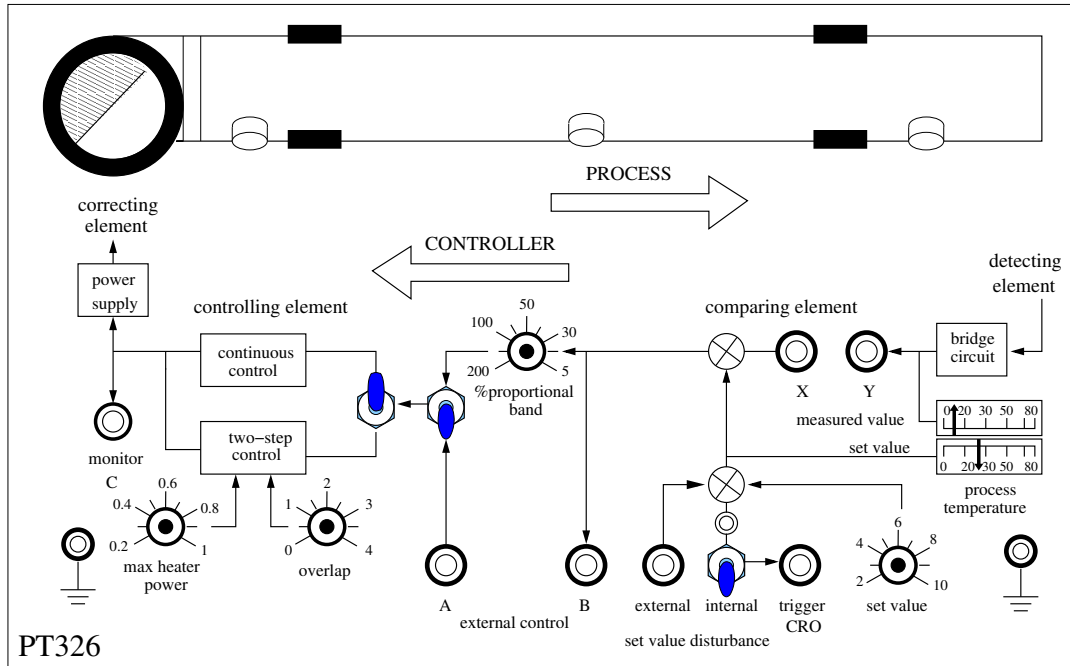 PROCESS
correcting
element
CONTROLLER
detecting
element
power
supply
controlling element
50
comparing element
100
30
bridge
circuit
continuous
control
200
5
%proportional
band
X
Y
measured value
0 20 30 50 80
set value
0 20 30 50 80
process
temperature
monitor
C
two-step
control
0.6
0.4
0.8
0.2
1
max heater
power
2
1
3
0
4
overlap
6
4
8
2
10
set value
A
B
external control
external
internal
trigger
CRO
set value disturbance
PT326